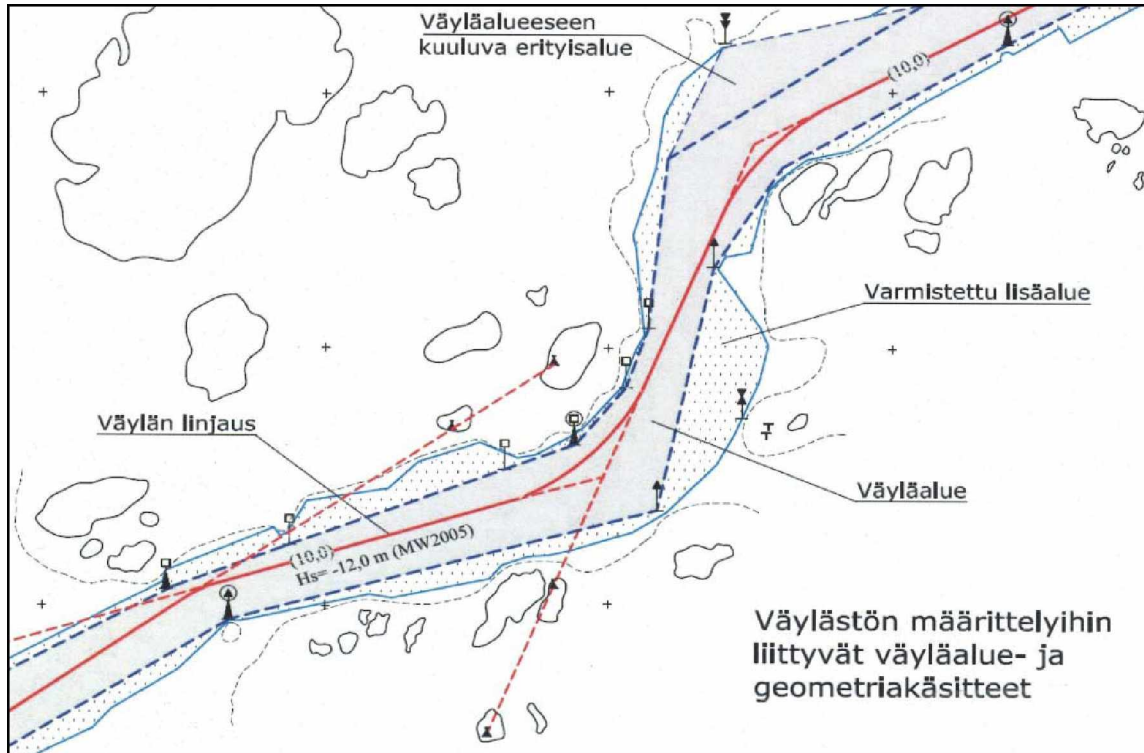 Väyläalueeseen
kuuluva erityisalue
(10,0)
Varmistettu lisäalue
Väylän linjaus
Väyläalue
(10,0)
Hs= -12,0 m (MW2005)
Väylästön määrittelyihin
liittyvät väyläalue- ja
geometriakäsitteet